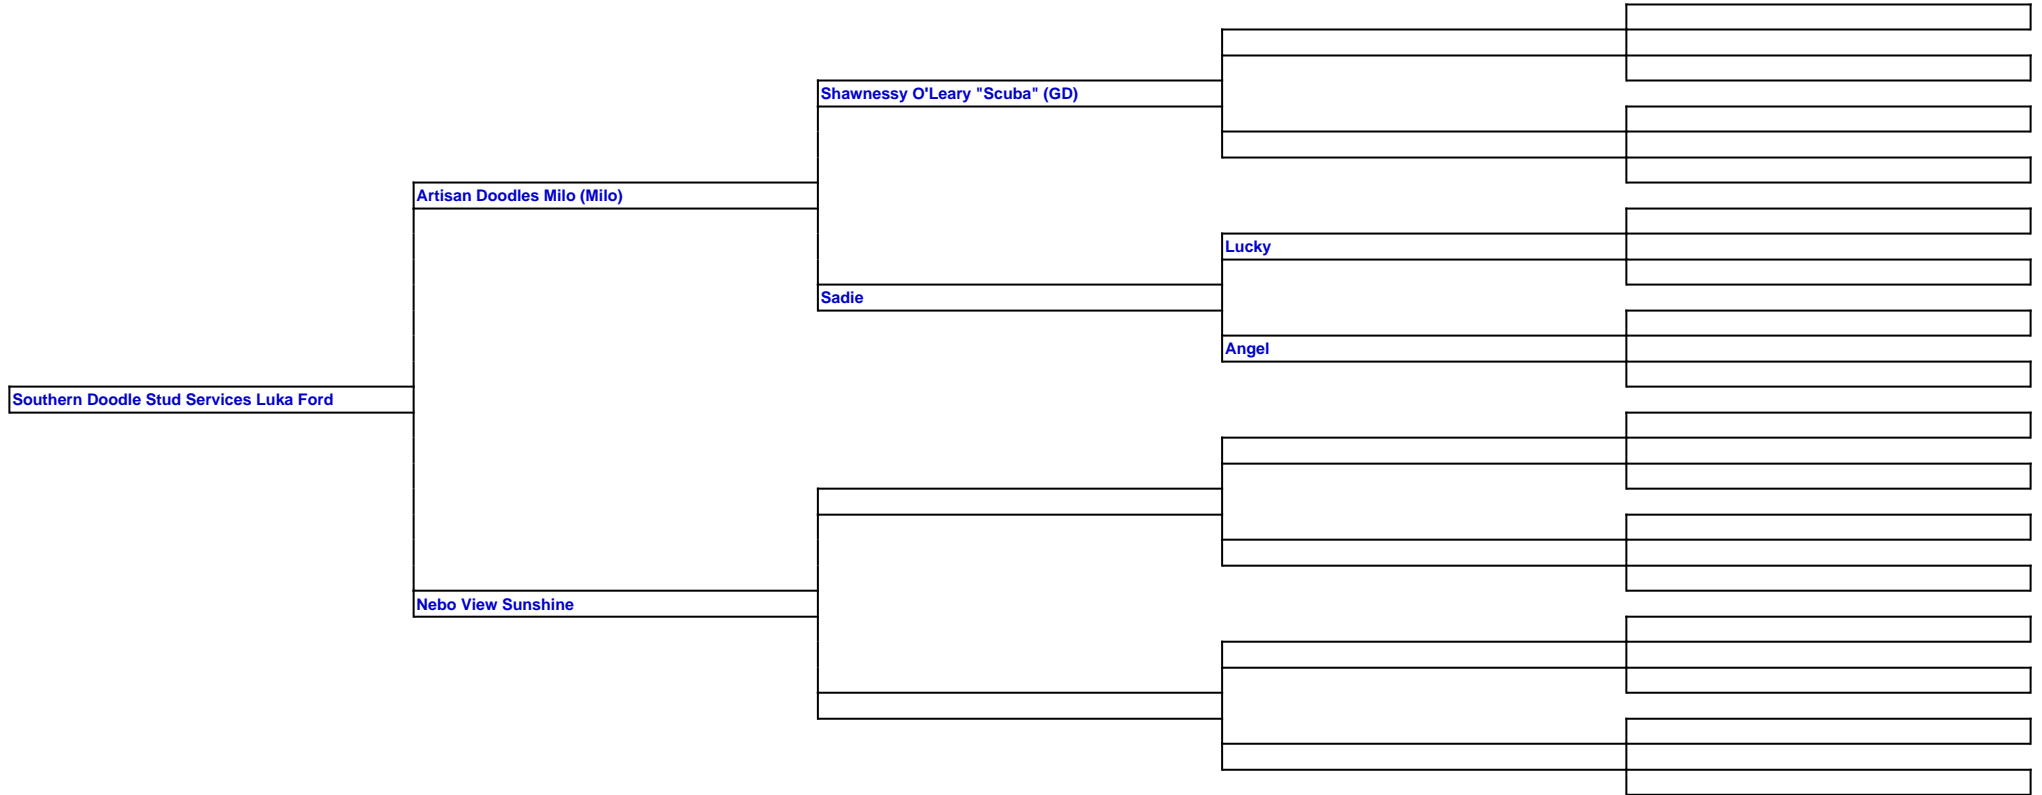 Shawnessy O'Leary "Scuba" (GD)
Artisan Doodles Milo (Milo)
Lucky
Sadie
Angel
Southern Doodle Stud Services Luka Ford
Nebo View Sunshine